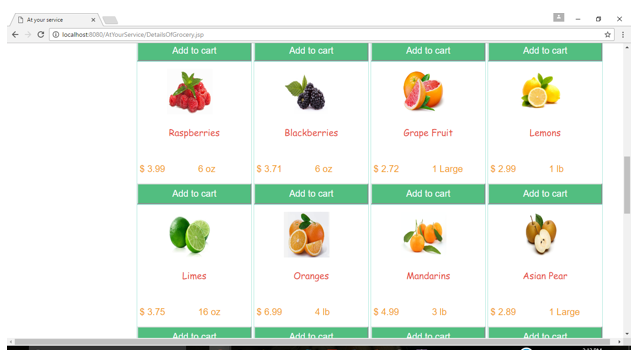 At your service
localhost:8080/AtYourService/DetailsOfGrocery.jsp
Add to cart Add to cart Add to cart Add to cart
Raspberries Blackberries Grape Fruit Lemons
$ 3.99 6 oz $ 3.71 6 oz $ 2.72 1 Large $ 2.99 1 lb
Add to cart Add to cart Add to cart Add to cart
Limes Oranges Mandarins Asian Pear
$ 3.75 16 oz $ 6.99 4 lb $ 4.99 3 lb $ 2.89 1 Large
Add to cart Add to cart Add to cart Add to cart